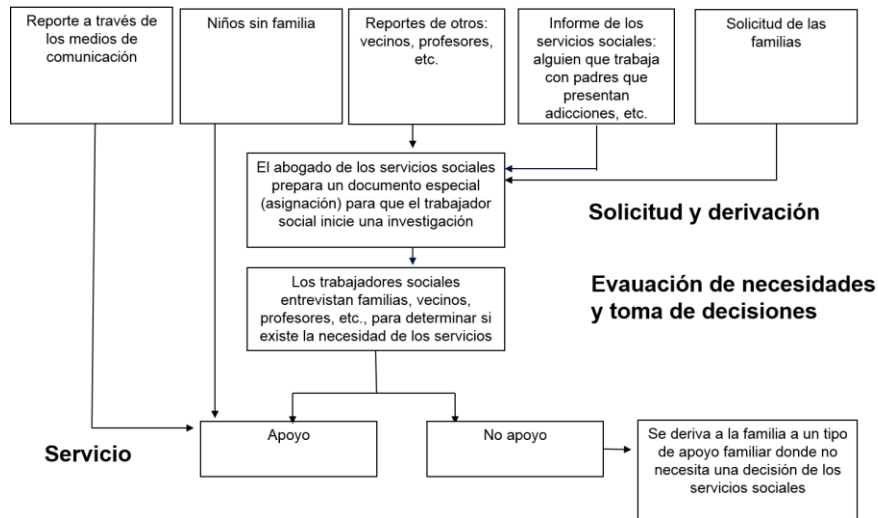 Reporte a través de
los medios de
comunicación
Niños sin familia
Reportes de otros:
vecinos, profesores,
etc.
Informe de los
servicios sociales:
alguien que trabaja
con padres que
presentan
adicciones, etc.
Solicitud de las
familias
El abogado de los servicios sociales
prepara un documento especial
(asignación) para que el trabajador
social inicie una investigación
Solicitud y derivación
Los trabajadores sociales
entrevistan familias, vecinos,
profesores, etc., para determinar si
existe la necesidad de los servicios
Evauación de necesidades
y toma de decisiones
Servicio
Apoyo
No apoyo
Se deriva a la familia a un tipo
de apoyo familiar donde no
necesita una decisión de los
servicios sociales